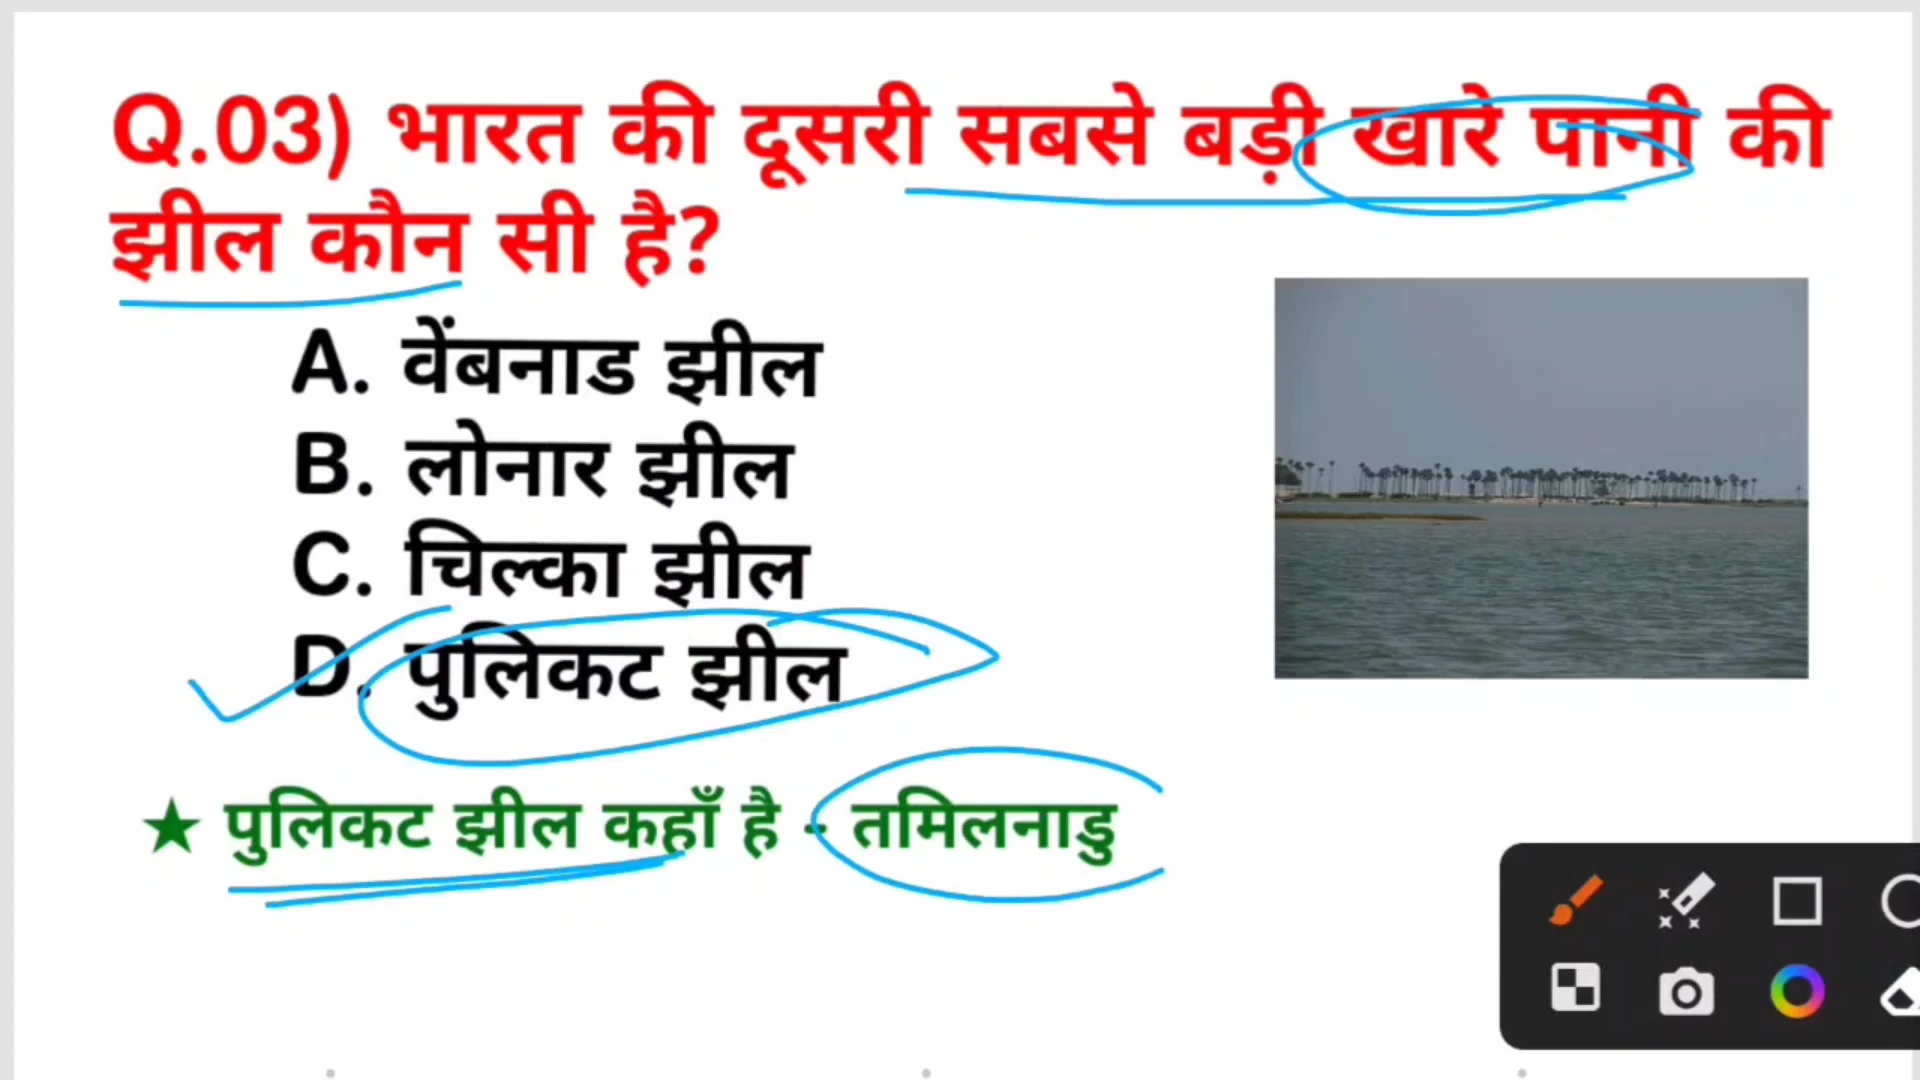 Q.03) भारत की दूसरी सबसे बड़ी खारे पानी की
झील कौन सी है?
A. वेंबनाड झील
B. लोनार झील
C. चिल्का झील
D. पुलिकट झील
★ पुलिकट झील कहाँ है - तमिलनाडु